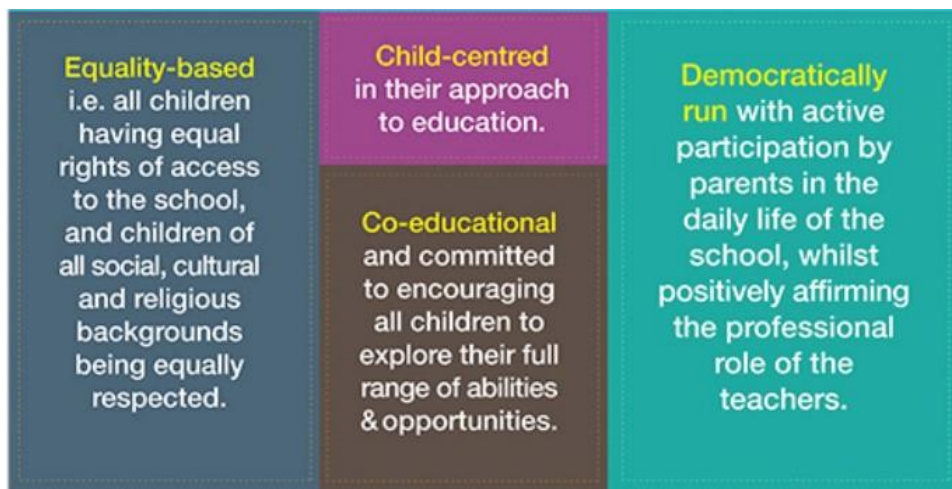 Equality-based
i.e. all children
having equal
rights of access
to the school,
and children of
all social, cultural
and religious
backgrounds
being equally
respected.
Child-centred
in their approach
to education.
Co-educational
and committed
to encouraging
all children to
explore their full
range of abilities
& opportunities.
Democratically
run with active
participation by
parents in the
daily life of the
school, whilst
positively affirming
the professional
role of the
teachers.